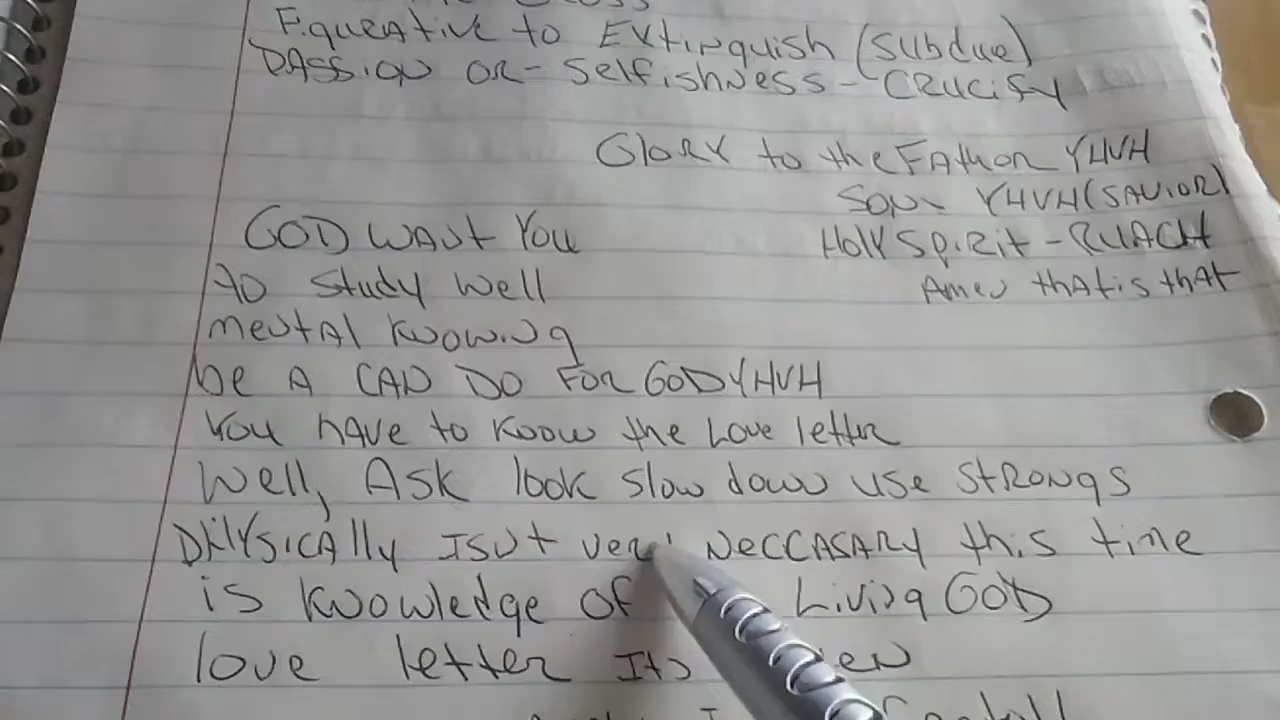 Figurative to Extinguish (Subdue)
PASSION OR- Selfishness - CRucify
Glory to the Father YHVH
Son- YHVH (SAVIOR)
Holy Spirit - RUACH
Amen that is that
GOD want You
to study well
mental knowing
be A CAN DO FOR GOD YHVH
You have to know the Love letter
Well, Ask look slow down use Strongs
PHYSICAlly ISNt very NeCCASARY this time
is knowledge of Living GOD
love letter Its